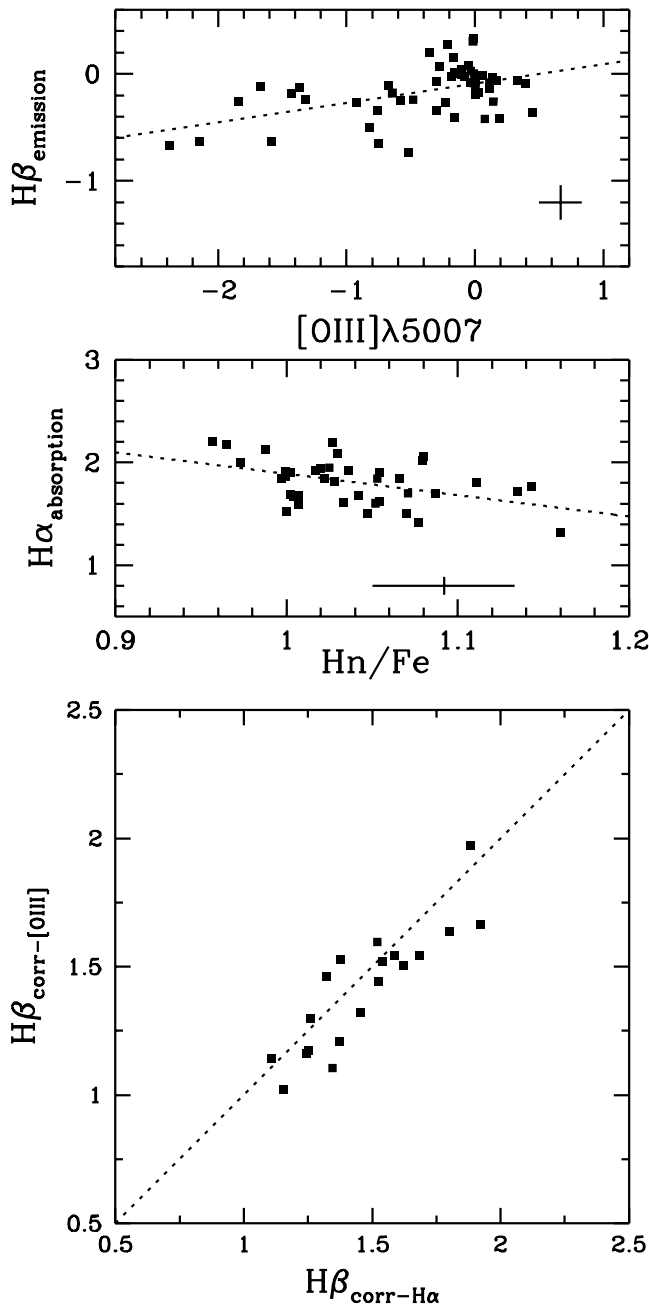 0
−1
Hβemission
−2 −1 0 1
[OIII]λ5007
3
2
1
Hαabsorption
0.9 1 1.1 1.2
Hn/Fe
2.5
2
1.5
1
0.5
Hβcorr−[OIII]
0.5 1 1.5 2 2.5
Hβcorr−Hα